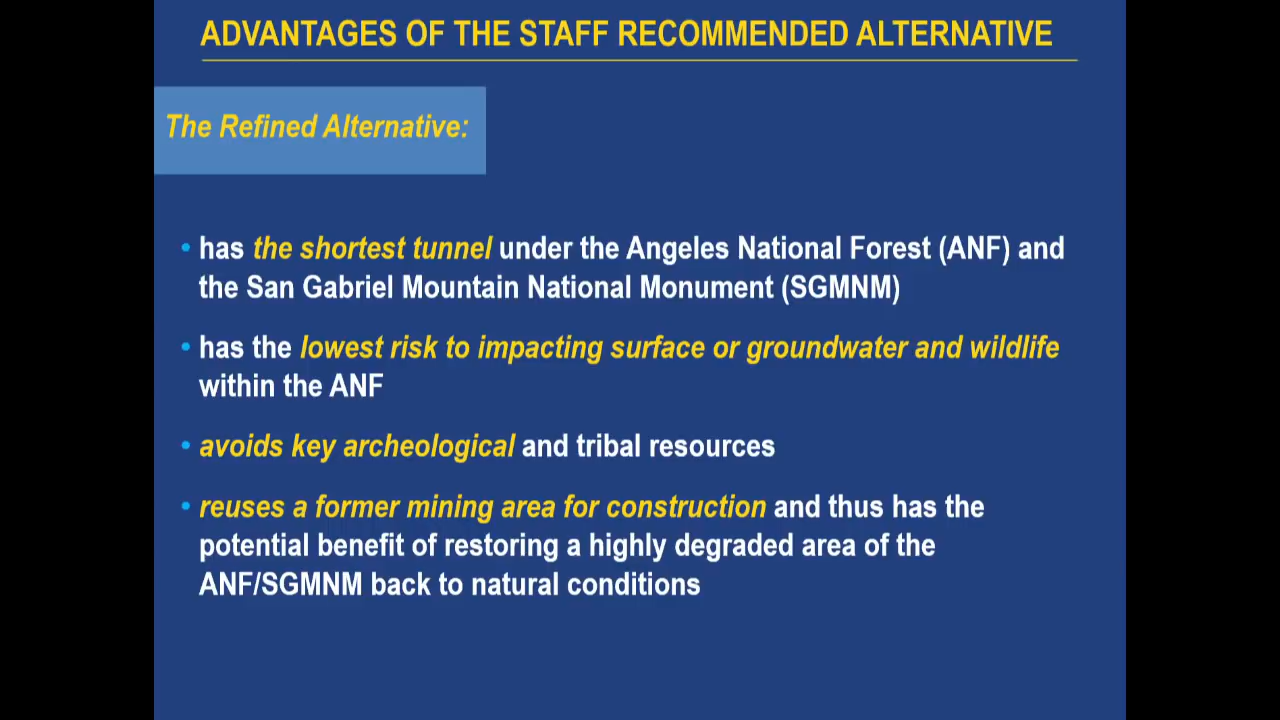 ADVANTAGES OF THE STAFF RECOMMENDED ALTERNATIVE
The Refined Alternative:
• has the shortest tunnel under the Angeles National Forest (ANF) and
the San Gabriel Mountain National Monument (SGMNM)
• has the lowest risk to impacting surface or groundwater and wildlife
within the ANF
• avoids key archeological and tribal resources
• reuses a former mining area for construction and thus has the
potential benefit of restoring a highly degraded area of the
ANF/SGMNM back to natural conditions